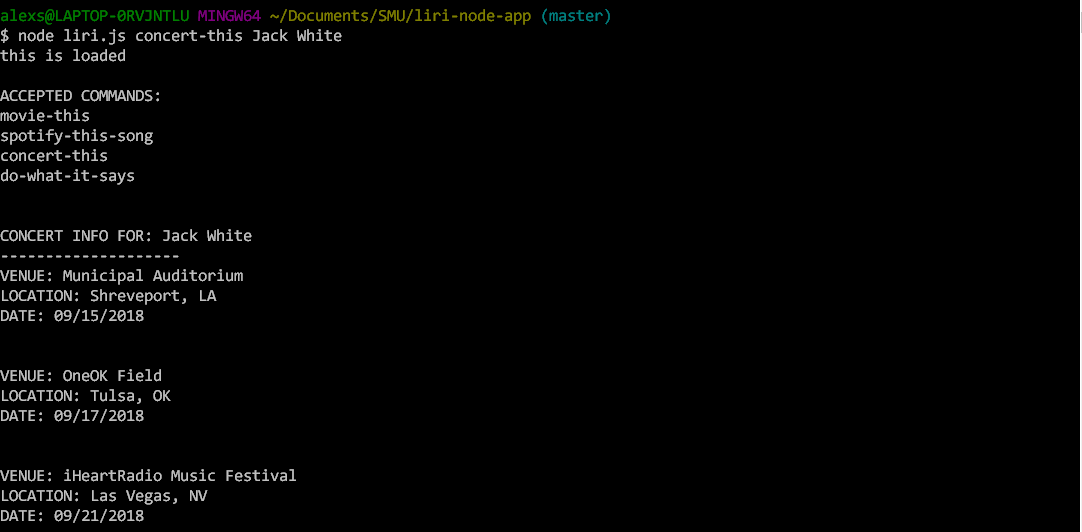 alexs@LAPTOP-0RVJNTLU MINGW64 ~/Documents/SMU/liri-node-app (master)
$ node liri.js concert-this Jack White
this is loaded
ACCEPTED COMMANDS:
movie-this
spotify-this-song
concert-this
do-what-it-says
CONCERT INFO FOR: Jack White
--------------------
VENUE: Municipal Auditorium
LOCATION: Shreveport, LA
DATE: 09/15/2018
VENUE: OneOK Field
LOCATION: Tulsa, OK
DATE: 09/17/2018
VENUE: iHeartRadio Music Festival
LOCATION: Las Vegas, NV
DATE: 09/21/2018